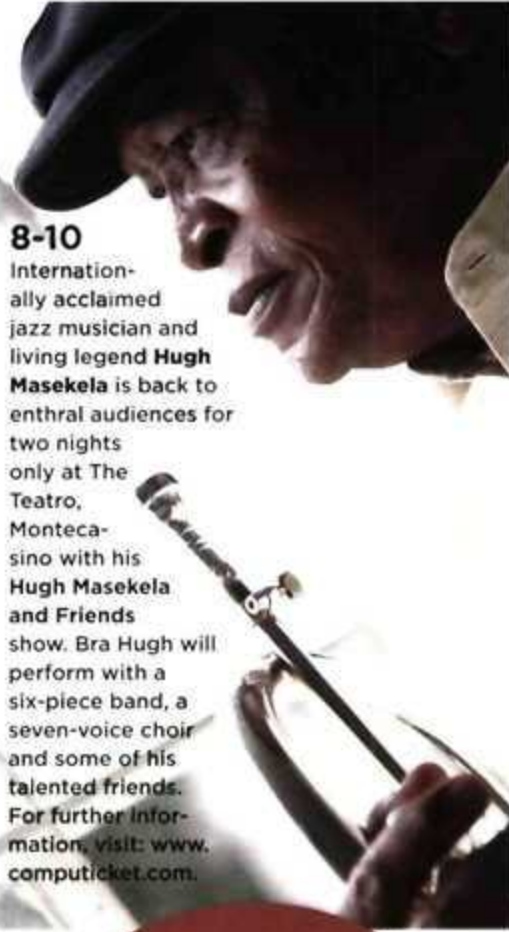 8-10
Internation-
ally acclaimed
jazz musician and
living legend Hugh
Masekela is back to
enthral audiences for
two nights
only at The
Teatro,
Monteca-
sino with his
Hugh Masekela
and Friends
show. Bra Hugh will
perform with a
six-piece band, a
seven-voice choir
and some of his
talented friends.
For further infor-
mation, visit: www.
computicket.com.